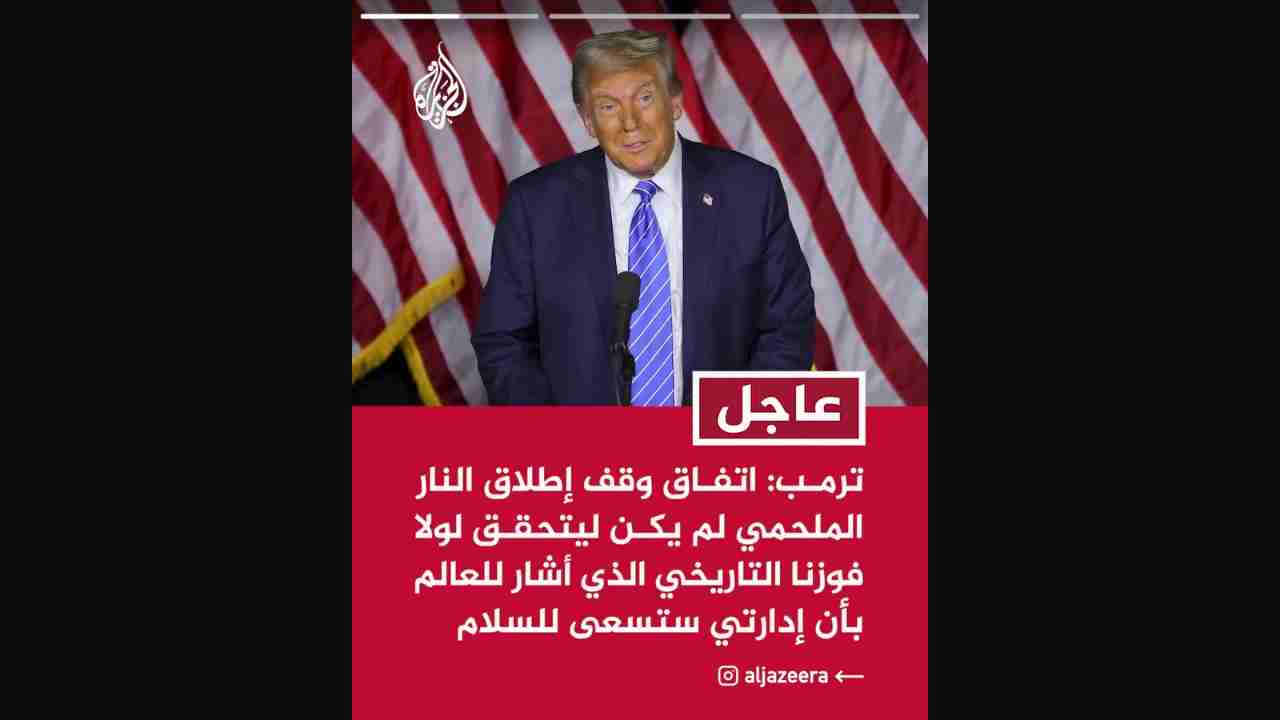 الجزيرة
عاجل
ترمب: اتفاق وقف إطلاق النار
الملحمي لم يكن ليتحقق لولا
فوزنا التاريخي الذي أشار للعالم
بأن إدارتي ستسعى للسلام
aljazeera